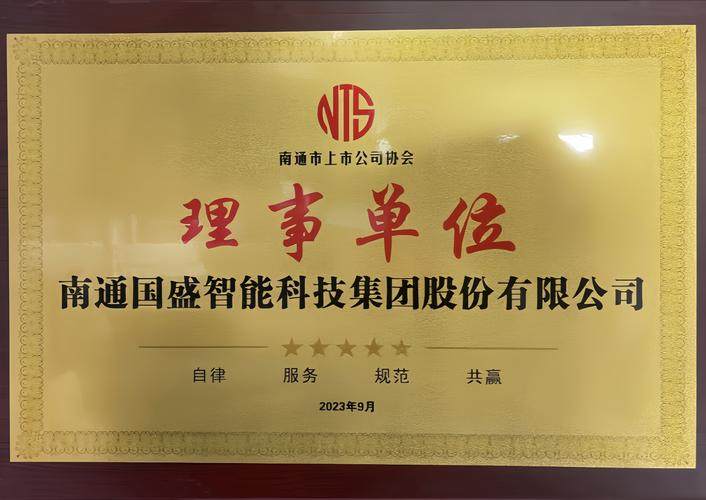 NTS
南通市上市公司协会
理事单位
南通国盛智能科技集团股份有限公司
自律 服务 规范 共赢
2023年9月